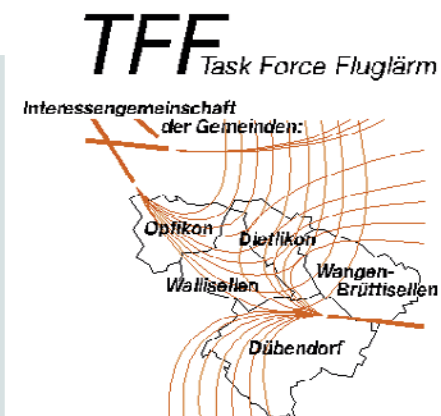 TFF
Task Force Fluglärm
Interessengemeinschaft
der Gemeinden:
Opfikon
Dietlikon
Wallisellen
Wangen-
Brüttisellen
Dübendorf